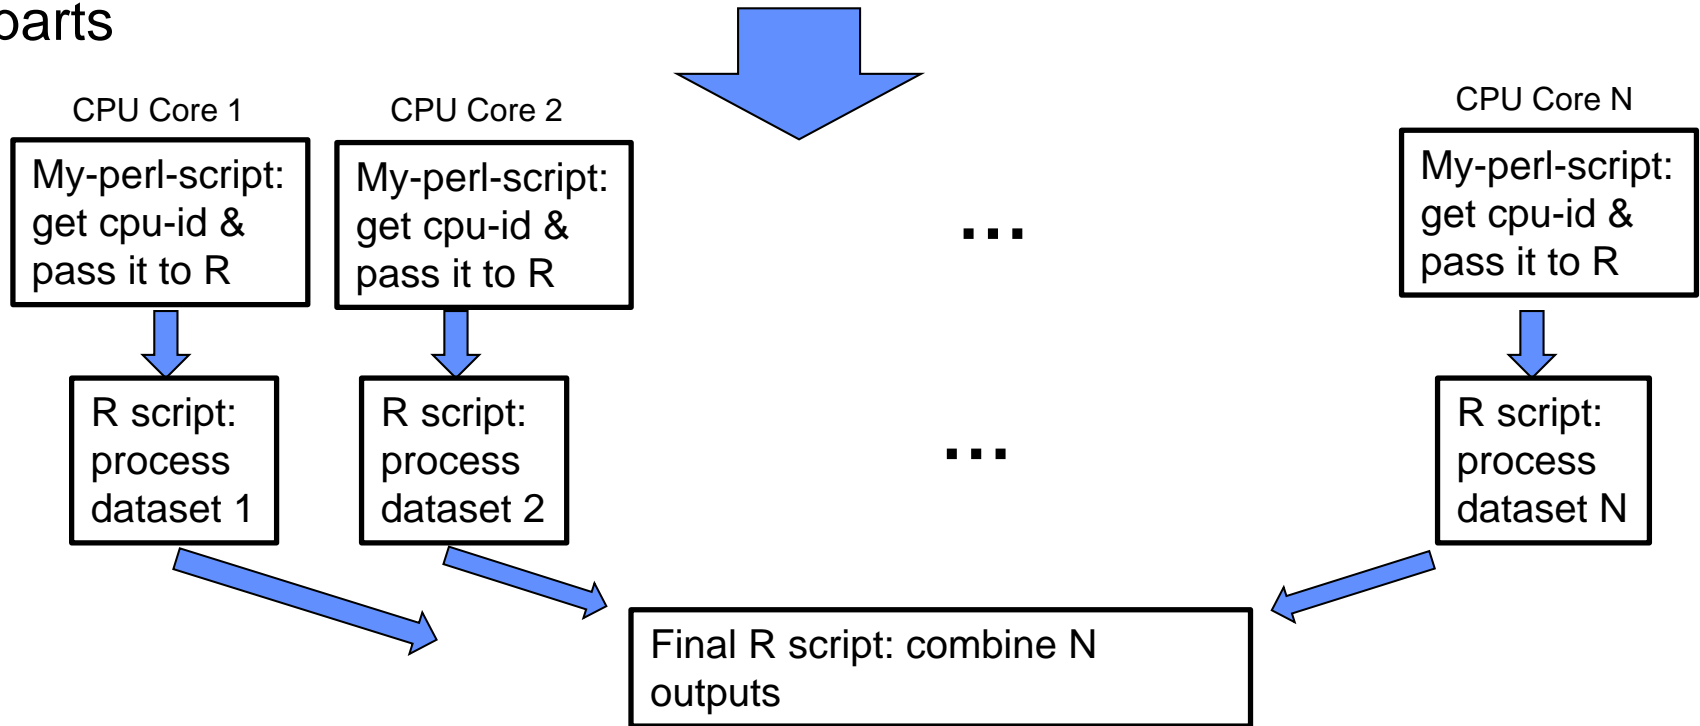 parts
CPU Core 1
CPU Core 2
CPU Core N
My-perl-script:
get cpu-id &
pass it to R
My-perl-script:
get cpu-id &
pass it to R
...
My-perl-script:
get cpu-id &
pass it to R
R script:
process
dataset 1
R script:
process
dataset 2
...
R script:
process
dataset N
Final R script: combine N
outputs